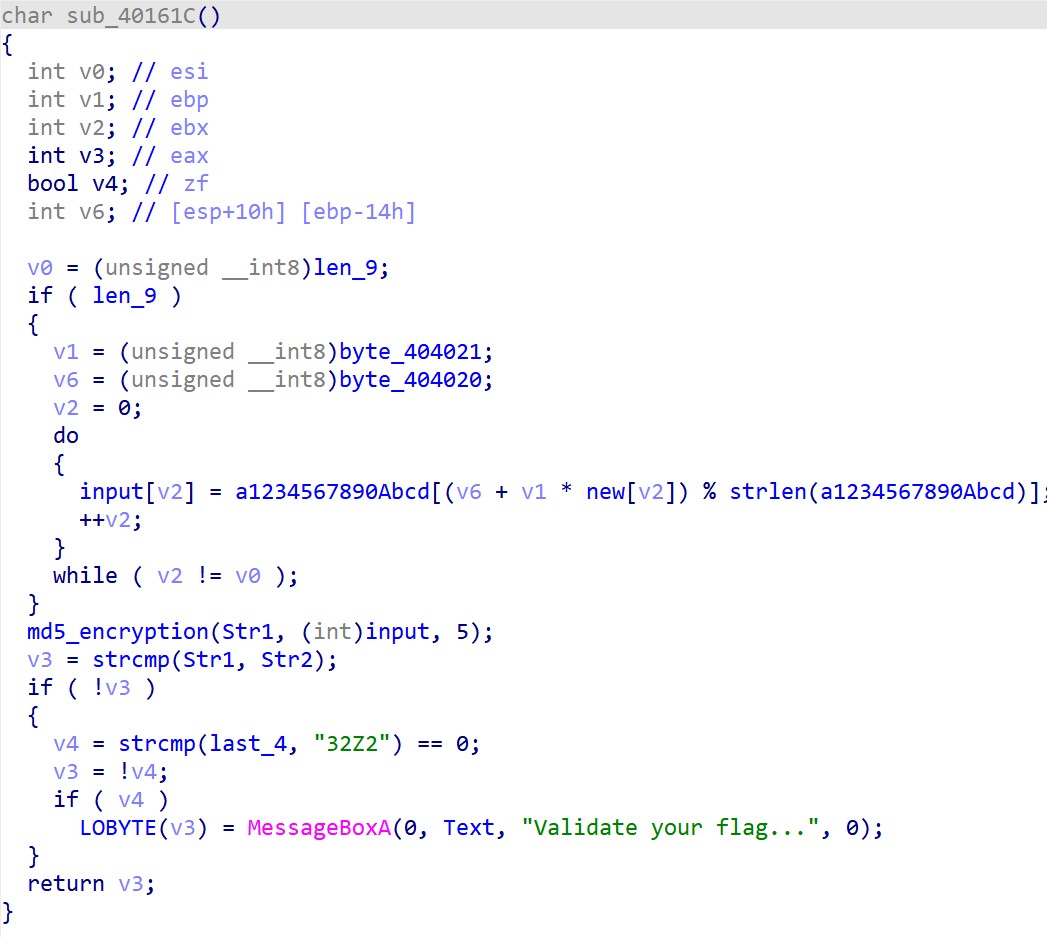 char sub_40161C()
{
  int v0; // esi
  int v1; // ebp
  int v2; // ebx
  int v3; // eax
  bool v4; // zf
  int v6; // [esp+10h] [ebp-14h]

  v0 = (unsigned __int8)len_9;
  if ( len_9 )
  {
    v1 = (unsigned __int8)byte_404021;
    v6 = (unsigned __int8)byte_404020;
    v2 = 0;
    do
    {
      input[v2] = a1234567890Abcd[(v6 + v1 * new[v2]) % strlen(a1234567890Abcd)];
      ++v2;
    }
    while ( v2 != v0 );
  }
  md5_encryption(Str1, (int)input, 5);
  v3 = strcmp(Str1, Str2);
  if ( !v3 )
  {
    v4 = strcmp(last_4, "32Z2") == 0;
    v3 = !v4;
    if ( v4 )
      LOBYTE(v3) = MessageBoxA(0, Text, "Validate your flag...", 0);
  }
  return v3;
}